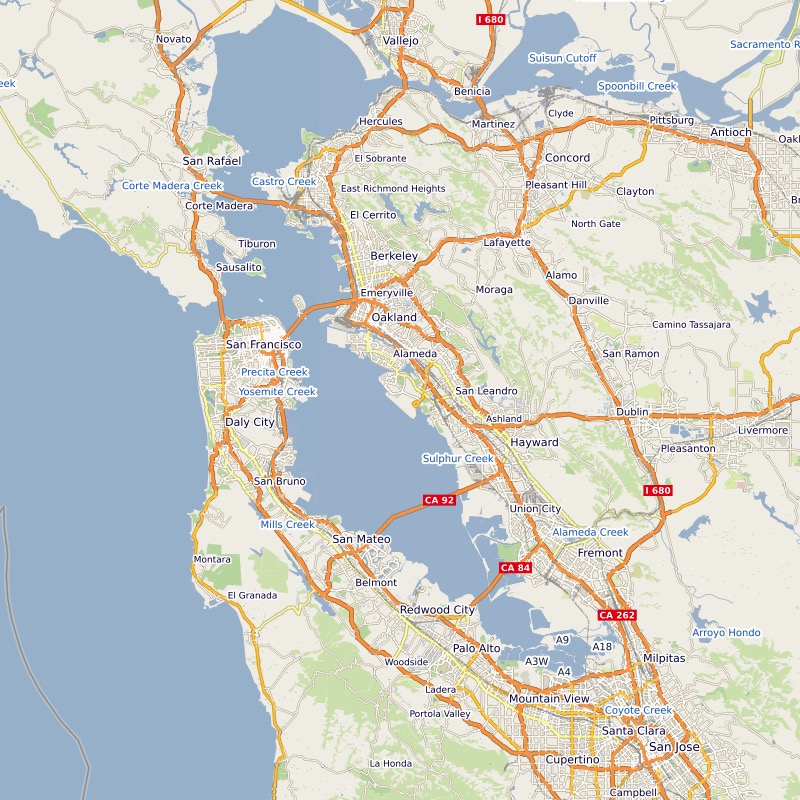 I 680
Novato
Vallejo
Sacramento R
Suisun Cutoff
eek
Benicia
Spoonbill Creek
Clyde
Hercules
Martinez
Pittsburg
Antioch
Oakl
San Rafael
El Sobrante
Concord
Corte Madera Creek
Castro Creek
East Richmond Heights
Pleasant Hill
Clayton
Br
Corte Madera
El Cerrito
North Gate
Tiburon
Lafayette
Sausalito
Berkeley
Alamo
Emeryville
Moraga
Danville
Oakland
Camino Tassajara
San Francisco
Alameda
San Ramon
Precita Creek
Yosemite Creek
San Leandro
Daly City
Ashland
Dublin
Hayward
Livermore
Pleasanton
Sulphur Creek
San Bruno
I 680
CA 92
Union City
Mills Creek
San Mateo
Alameda Creek
Fremont
Montara
CA 84
Belmont
El Granada
Redwood City
CA 262
Arroyo Hondo
A9
Palo Alto
A18
Woodside
A3W
Milpitas
A4
Ladera
Mountain View
Portola Valley
Coyote Creek
Santa Clara
San Jose
La Honda
Cupertino
Campbell